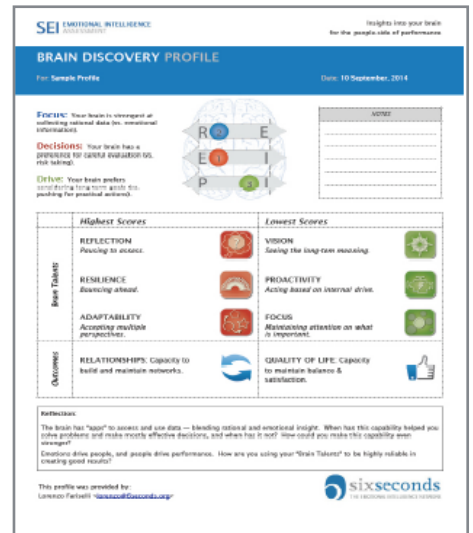 SEI EMOTIONAL INTELLIGENCE
ASSESSMENT
Insights into your brain
for the people-side of performance
BRAIN DISCOVERY PROFILE
For: Sample Profile
Date: 10 September, 2014
Focus: Your brain is strongest at
collecting rational data (vs. emotional
information).
Decisions: Your brain has a
preference for careful evaluation (vs.
risk taking).
Drive: Your brain prefers
considering long-term goals (vs.
pushing for practical actions).
R E
E I
P I
NOTES
Highest Scores
Lowest Scores
Brain Talents
REFLECTION
Pausing to assess.
VISION
Seeing the long-term meaning.
RESILIENCE
Bouncing ahead.
PROACTIVITY
Acting based on internal drive.
ADAPTABILITY
Accepting multiple
perspectives.
FOCUS
Maintaining attention on what
is important.
Outcomes
RELATIONSHIPS: Capacity to
build and maintain networks.
QUALITY OF LIFE: Capacity
to maintain balance &
satisfaction.
Reflection:
The brain has "apps" to access and use data — blending rational and emotional insight. When has this capability helped you
solve problems and make mostly effective decisions, and when has it not? How could you make this capability even
stronger?
Emotions drive people, and people drive performance. How are you using your "Brain Talents" to be highly reliable in
creating good results?
This profile was provided by:
Lorenzo Fariselli <lorenzo@6seconds.org>
sixseconds
THE EMOTIONAL INTELLIGENCE NETWORK